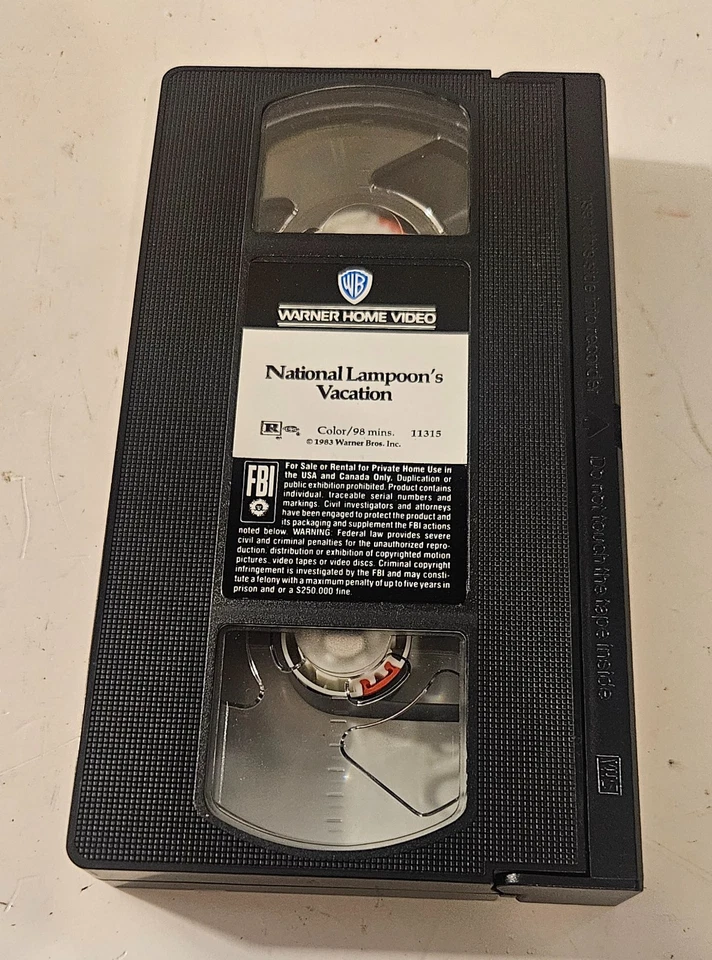 WB
WARNER HOME VIDEO
National Lampoon's
Vacation
R
Color/98 mins. 11315
© 1983 Warner Bros. Inc.
FBI
For Sale or Rental for Private Home Use in
the USA and Canada Only. Duplication or
public exhibition prohibited. Product contains
individual, traceable serial numbers and
markings. Civil investigators and attorneys
have been engaged to protect the product and
its packaging and supplement the FBI actions
noted below. WARNING: Federal law provides severe
civil and criminal penalties for the unauthorized repro-
duction, distribution or exhibition of copyrighted motion
pictures, video tapes or video discs. Criminal copyright
infringement is investigated by the FBI and may consti-
tute a felony with a maximum penalty of up to five years in
prison and or a $250.000 fine.
side into recorder
Do not touch the tape inside
VHS